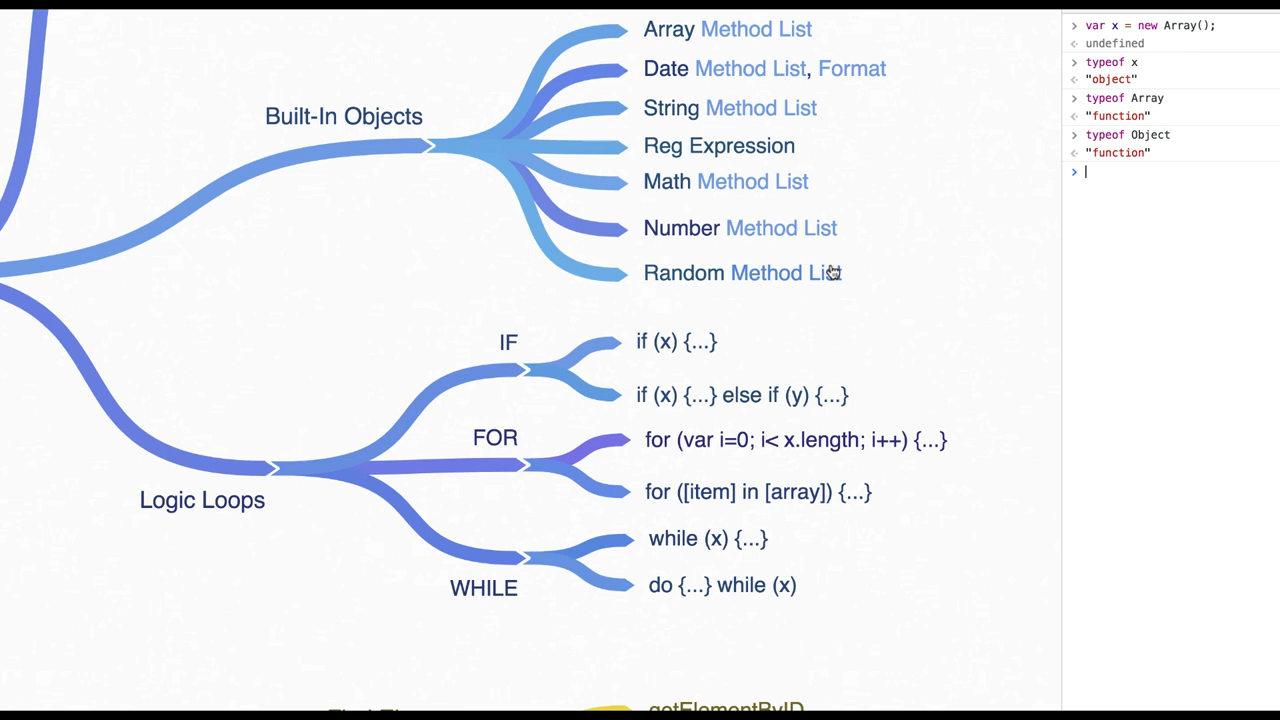 Built-In Objects
Array Method List
Date Method List, Format
String Method List
Reg Expression
Math Method List
Number Method List
Random Method List
Logic Loops
IF
if (x) {...}
if (x) {...} else if (y) {...}
FOR
for (var i=0; i< x.length; i++) {...}
for ([item] in [array]) {...}
WHILE
while (x) {...}
do {...} while (x)
getElementByID
> var x = new Array();
undefined
> typeof x
"object"
> typeof Array
"function"
> typeof Object
"function"
>